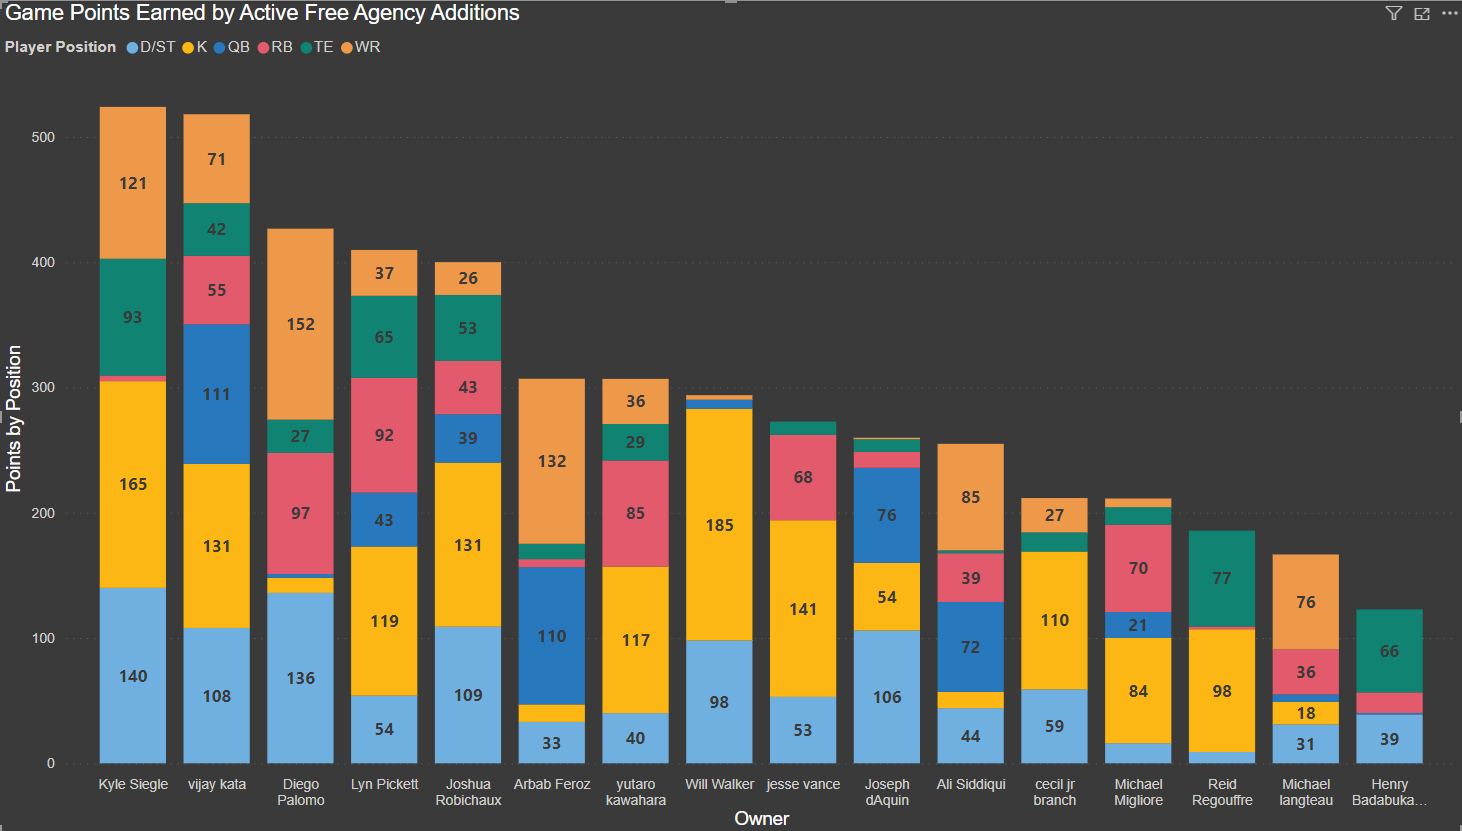 Game Points Earned by Active Free Agency Additions
Player Position D/ST K QB RB TE WR
Points by Position
500
400
300
200
100
0
121
93
165
140
71
42
55
111
131
108
152
27
97
136
37
65
92
43
119
54
26
53
43
39
131
109
132
110
33
36
29
85
117
40
185
98
68
141
53
76
54
106
85
39
72
44
27
110
59
70
21
84
77
98
76
36
18
31
66
39
Kyle Siegle
vijay kata
Diego
Palomo
Lyn Pickett
Joshua
Robichaux
Arbab Feroz
yutaro
kawahara
Will Walker
jesse vance
Joseph
dAquin
Ali Siddiqui
cecil jr
branch
Michael
Migliore
Reid
Regouffre
Michael
langteau
Henry
Badabuka…
Owner